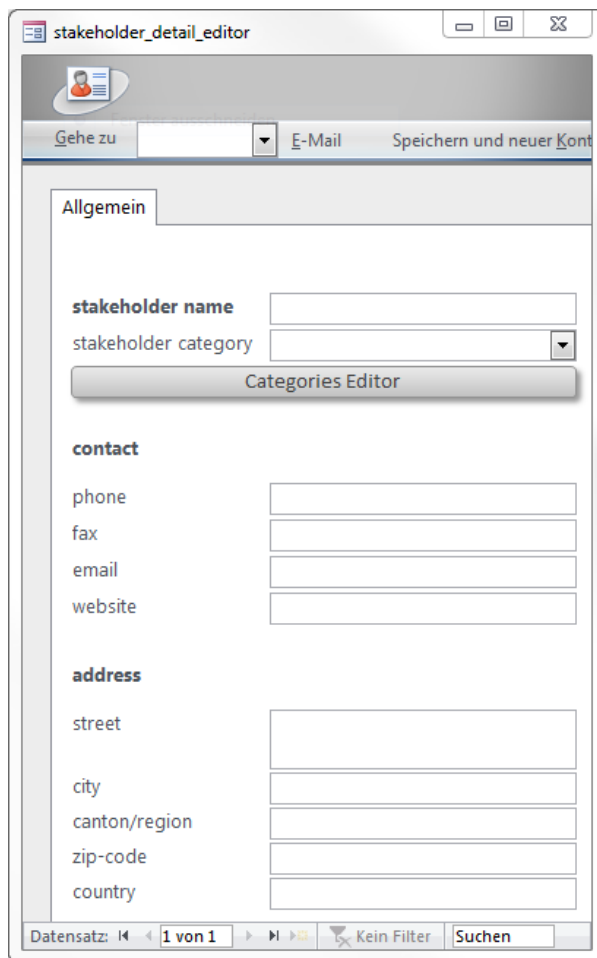 stakeholder_detail_editor
Gehe zu E-Mail Speichern und neuer Kont
Allgemein
stakeholder name
stakeholder category
Categories Editor
contact
phone
fax
email
website
address
street
city
canton/region
zip-code
country
Datensatz: 1 von 1 Kein Filter Suchen